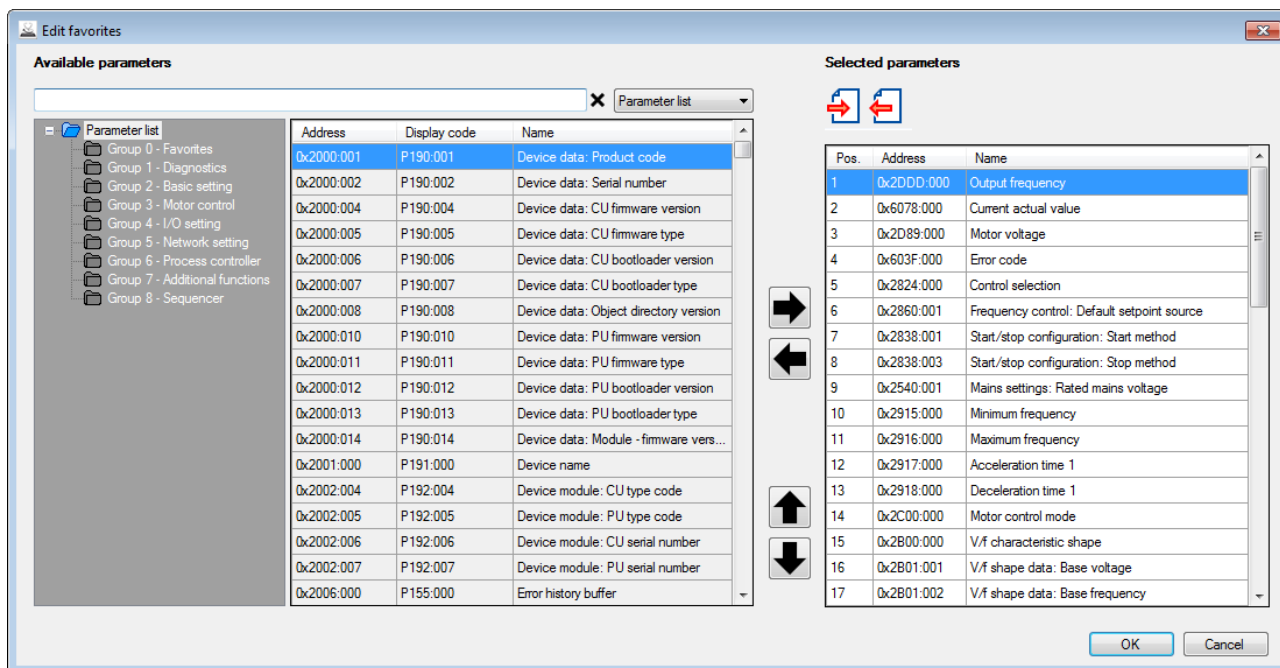 Edit favorites
Available parameters
Parameter list
Parameter list
Group 0 - Favorites
Group 1 - Diagnostics
Group 2 - Basic setting
Group 3 - Motor control
Group 4 - I/O setting
Group 5 - Network setting
Group 6 - Process controller
Group 7 - Additional functions
Group 8 - Sequencer
Address Display code Name
0x2000:001 P190:001 Device data: Product code
0x2000:002 P190:002 Device data: Serial number
0x2000:004 P190:004 Device data: CU firmware version
0x2000:005 P190:005 Device data: CU firmware type
0x2000:006 P190:006 Device data: CU bootloader version
0x2000:007 P190:007 Device data: CU bootloader type
0x2000:008 P190:008 Device data: Object directory version
0x2000:010 P190:010 Device data: PU firmware version
0x2000:011 P190:011 Device data: PU firmware type
0x2000:012 P190:012 Device data: PU bootloader version
0x2000:013 P190:013 Device data: PU bootloader type
0x2000:014 P190:014 Device data: Module - firmware vers...
0x2001:000 P191:000 Device name
0x2002:004 P192:004 Device module: CU type code
0x2002:005 P192:005 Device module: PU type code
0x2002:006 P192:006 Device module: CU serial number
0x2002:007 P192:007 Device module: PU serial number
0x2006:000 P155:000 Error history buffer
Selected parameters
Pos. Address Name
1 0x2DDD:000 Output frequency
2 0x6078:000 Current actual value
3 0x2D89:000 Motor voltage
4 0x603F:000 Error code
5 0x2824:000 Control selection
6 0x2860:001 Frequency control: Default setpoint source
7 0x2838:001 Start/stop configuration: Start method
8 0x2838:003 Start/stop configuration: Stop method
9 0x2540:001 Mains settings: Rated mains voltage
10 0x2915:000 Minimum frequency
11 0x2916:000 Maximum frequency
12 0x2917:000 Acceleration time 1
13 0x2918:000 Deceleration time 1
14 0x2C00:000 Motor control mode
15 0x2B00:000 V/f characteristic shape
16 0x2B01:001 V/f shape data: Base voltage
17 0x2B01:002 V/f shape data: Base frequency
OK Cancel